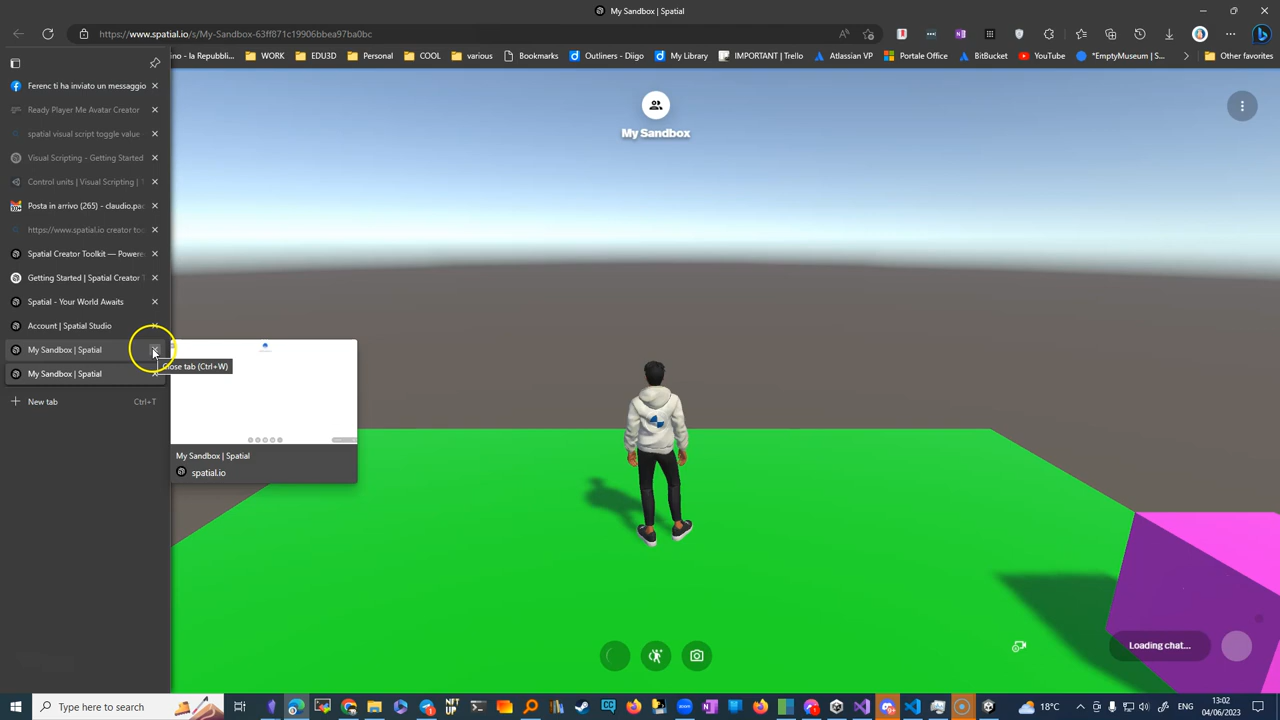 My Sandbox | Spatial
https://www.spatial.io/s/My-Sandbox-63ff871c19906bbea97ba0bc
ino - la Repubbli...
WORK
EDU3D
Personal
COOL
various
Bookmarks
Outliners - Diigo
My Library
IMPORTANT | Trello
Atlassian VP
Portale Office
BitBucket
YouTube
*EmptyMuseum | S...
Other favorites
Ferenc ti ha inviato un messaggio
Ready Player Me Avatar Creator
spatial visual script toggle value
Visual Scripting - Getting Started
Control units | Visual Scripting |
Posta in arrivo (265) - claudio.pac
https://www.spatial.io creator too
Spatial Creator Toolkit — Powere
Getting Started | Spatial Creator T
Spatial - Your World Awaits
Account | Spatial Studio
My Sandbox | Spatial
Close tab (Ctrl+W)
My Sandbox | Spatial
New tab Ctrl+T
My Sandbox | Spatial
spatial.io
My Sandbox
Loading chat...
Type here to search
18°C
ENG
13:02
04/06/2023